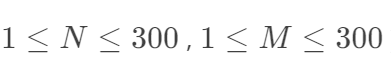 1 ≤ N ≤ 300 , 1 ≤ M ≤ 300